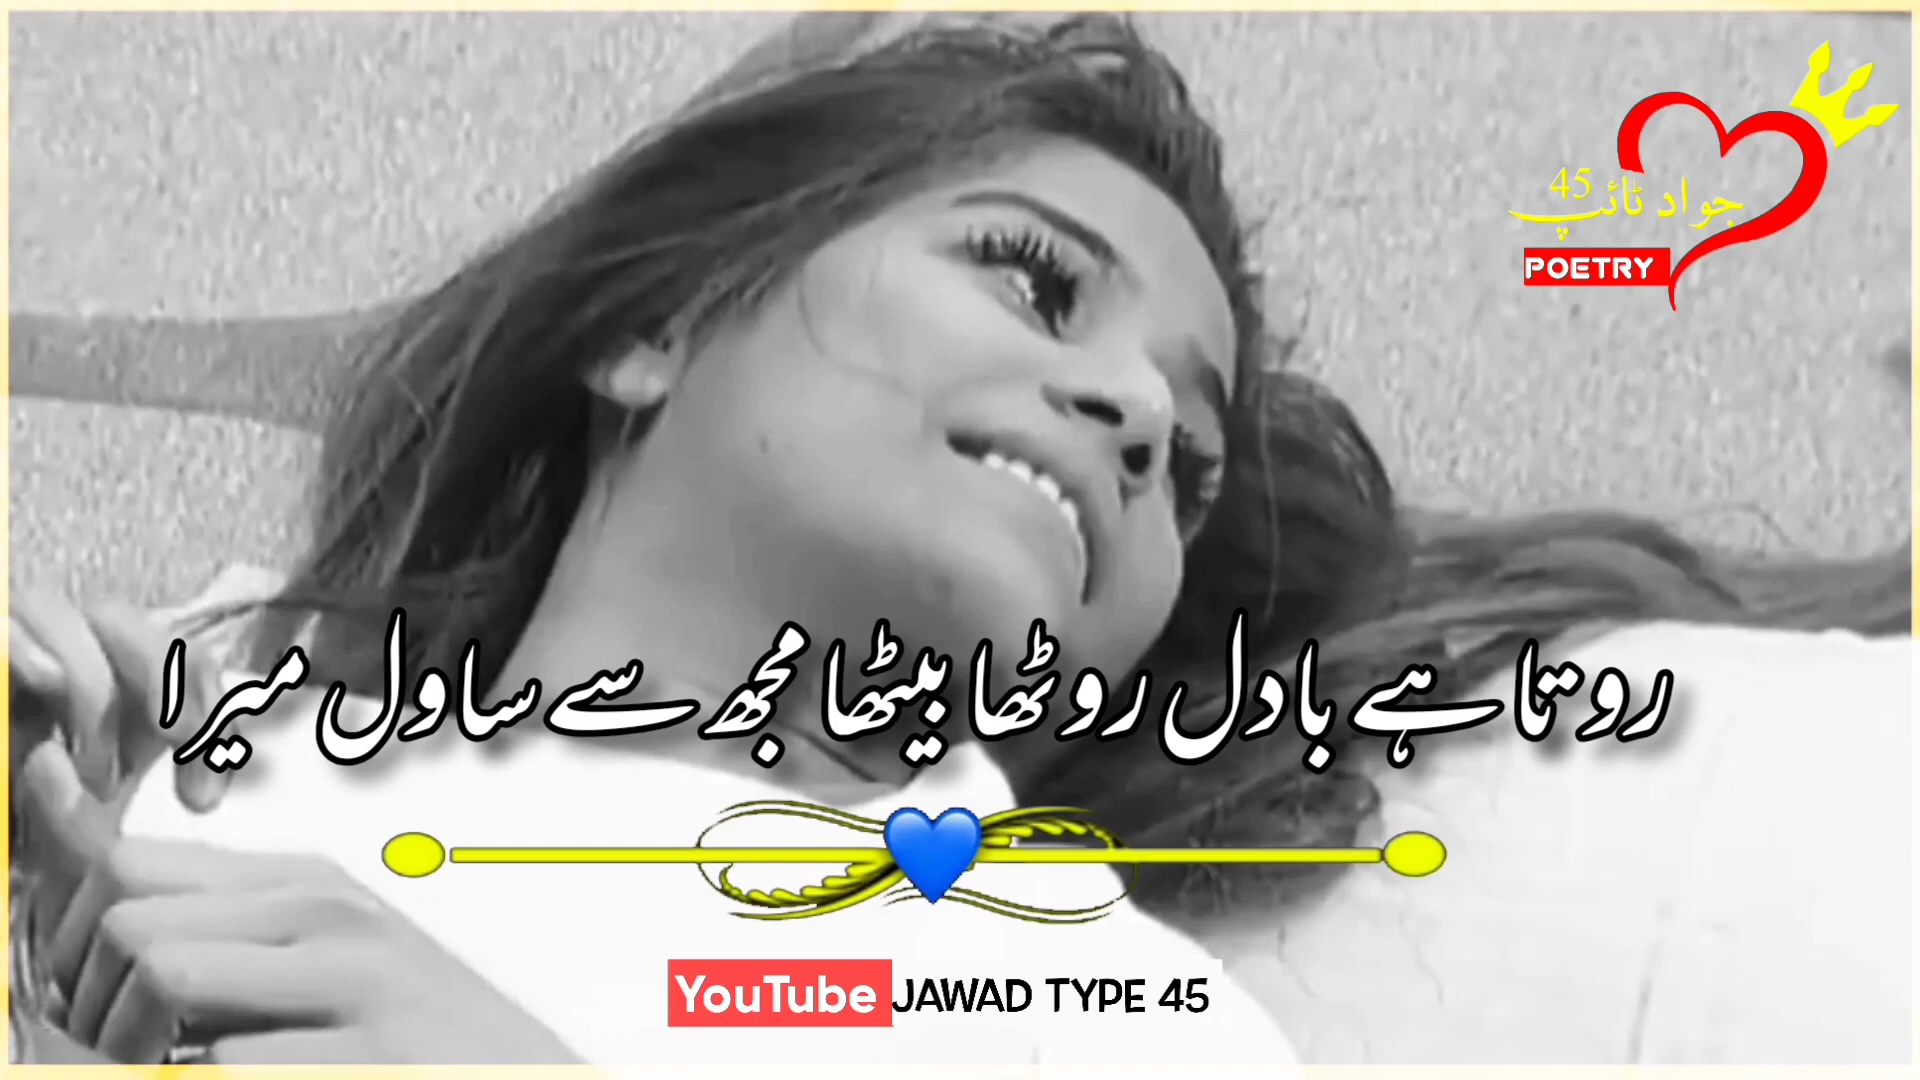 جواد ٹائپ 45
POETRY
روتا ہے بادل روٹھا بیٹھا مجھ سے ساول میرا
YouTube JAWAD TYPE 45